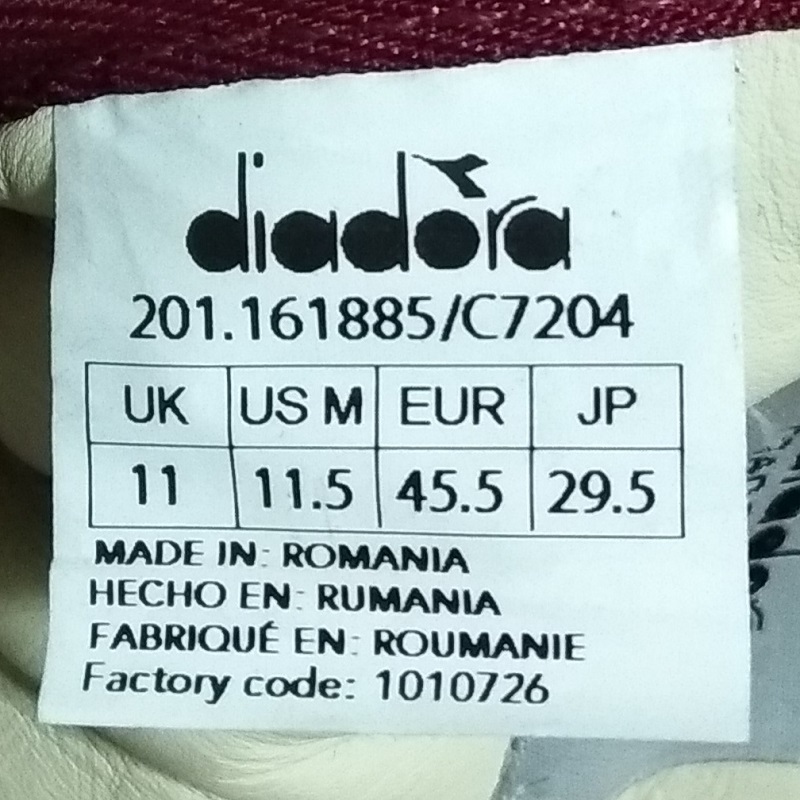 diadora
201.161885/C7204
UK US M EUR JP
11 11.5 45.5 29.5
MADE IN: ROMANIA
HECHO EN: RUMANIA
FABRIQUÉ EN: ROUMANIE
Factory code: 1010726